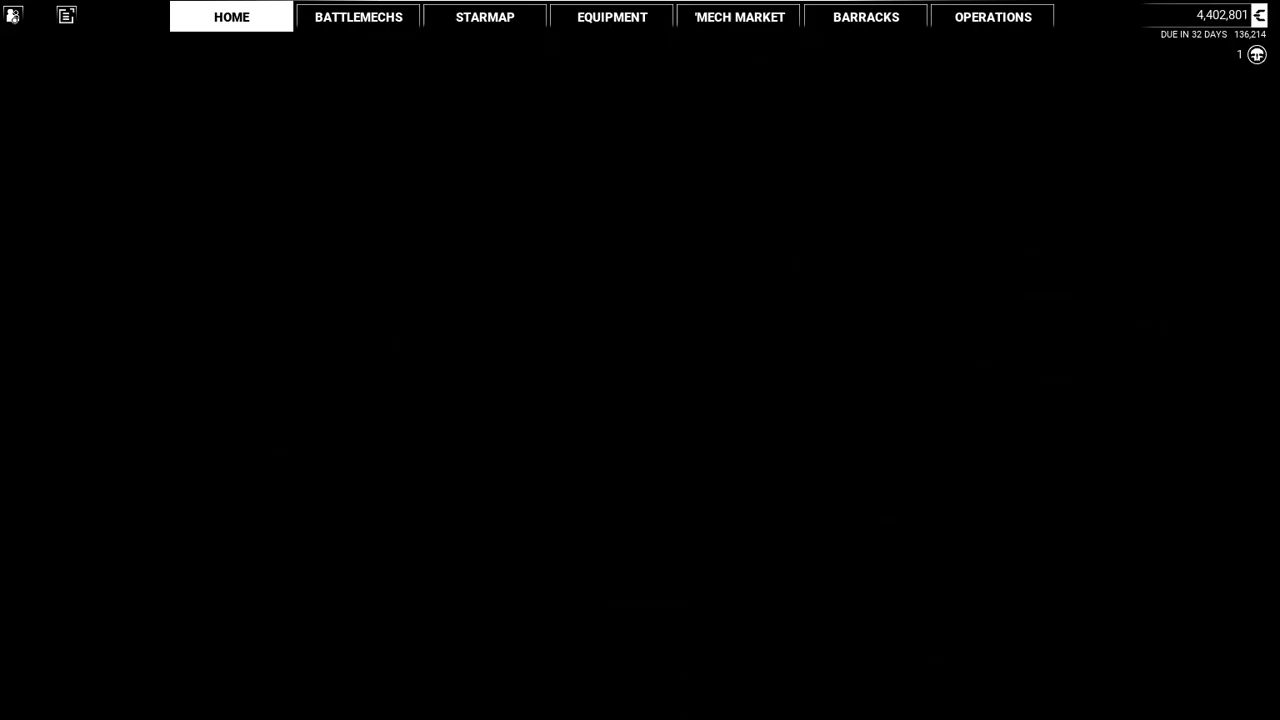 HOME BATTLEMECHS STARMAP EQUIPMENT 'MECH MARKET BARRACKS OPERATIONS 4,402,801
DUE IN 32 DAYS 136,214
1